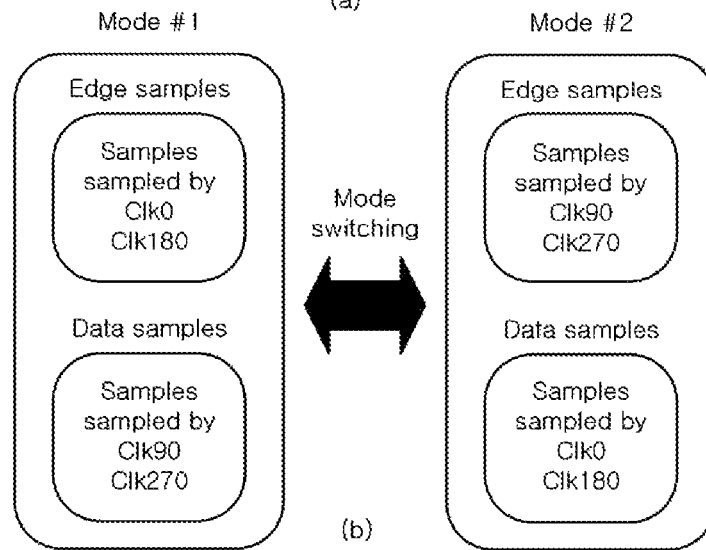 (a)
Mode #1
Edge samples
Samples
sampled by
Clk0
Clk180
Data samples
Samples
sampled by
Clk90
Clk270
Mode
switching
Mode #2
Edge samples
Samples
sampled by
Clk90
Clk270
Data samples
Samples
sampled by
Clk0
Clk180
(b)